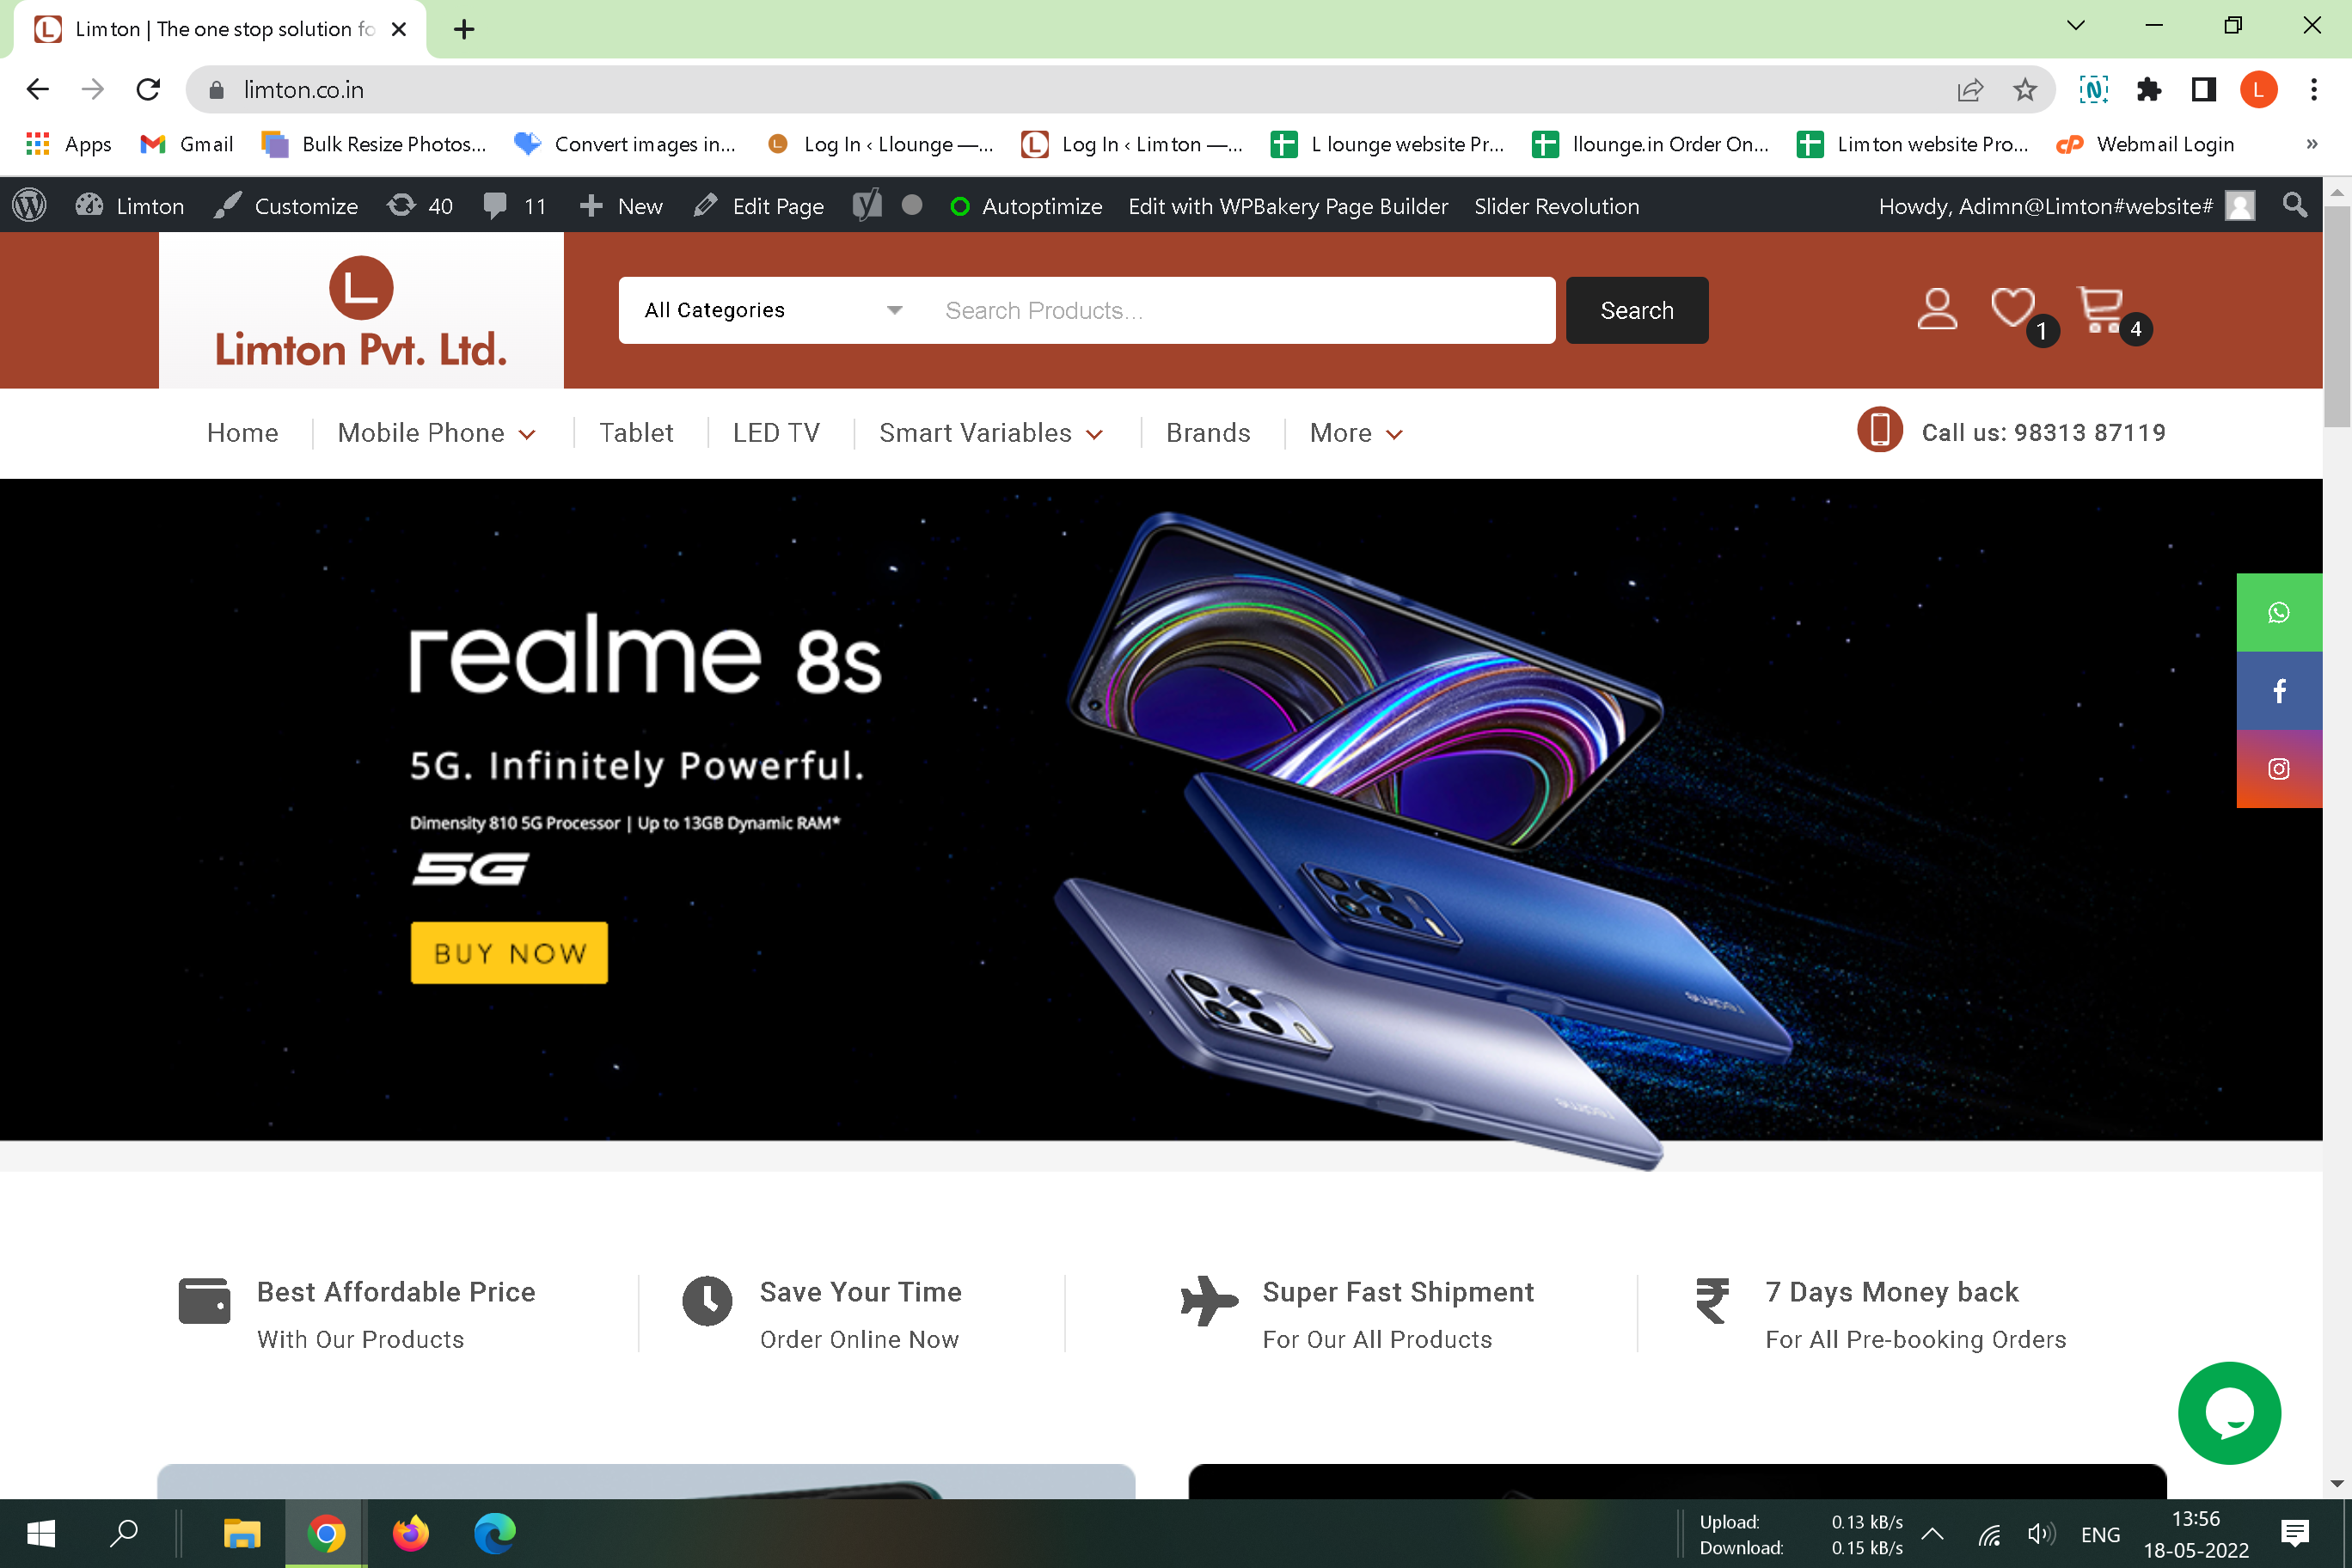 Limton | The one stop solution fo
limton.co.in
Apps Gmail Bulk Resize Photos... Convert images in... Log In ‹ Llounge —... Log In ‹ Limton —... L lounge website Pr... llounge.in Order On... Limton website Pro... Webmail Login »
Limton Customize 40 11 New Edit Page Autoptimize Edit with WPBakery Page Builder Slider Revolution Howdy, Adimn@Limton#website#
L
Limton Pvt. Ltd.
All Categories Search Products... Search 1 4
Home Mobile Phone Tablet LED TV Smart Variables Brands More Call us: 98313 87119
realme 8s
5G. Infinitely Powerful.
Dimensity 810 5G Processor | Up to 13GB Dynamic RAM*
5G
BUY NOW
realme
realme
Best Affordable Price
With Our Products
Save Your Time
Order Online Now
Super Fast Shipment
For Our All Products
₹ 7 Days Money back
For All Pre-booking Orders
Upload: 0.13 kB/s
Download: 0.15 kB/s
ENG
13:56
18-05-2022